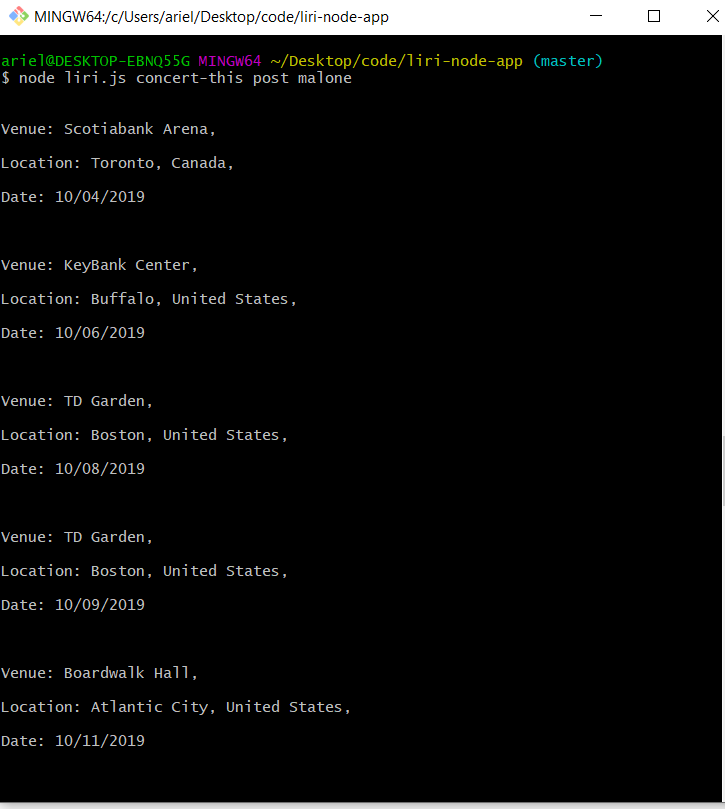 MINGW64:/c/Users/ariel/Desktop/code/liri-node-app
ariel@DESKTOP-EBNQ55G MINGW64 ~/Desktop/code/liri-node-app (master)
$ node liri.js concert-this post malone
Venue: Scotiabank Arena,
Location: Toronto, Canada,
Date: 10/04/2019
Venue: KeyBank Center,
Location: Buffalo, United States,
Date: 10/06/2019
Venue: TD Garden,
Location: Boston, United States,
Date: 10/08/2019
Venue: TD Garden,
Location: Boston, United States,
Date: 10/09/2019
Venue: Boardwalk Hall,
Location: Atlantic City, United States,
Date: 10/11/2019